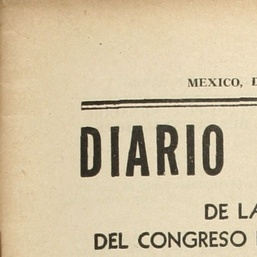 MEXICO,
DIARIO
DE LA
DEL CONGRESO